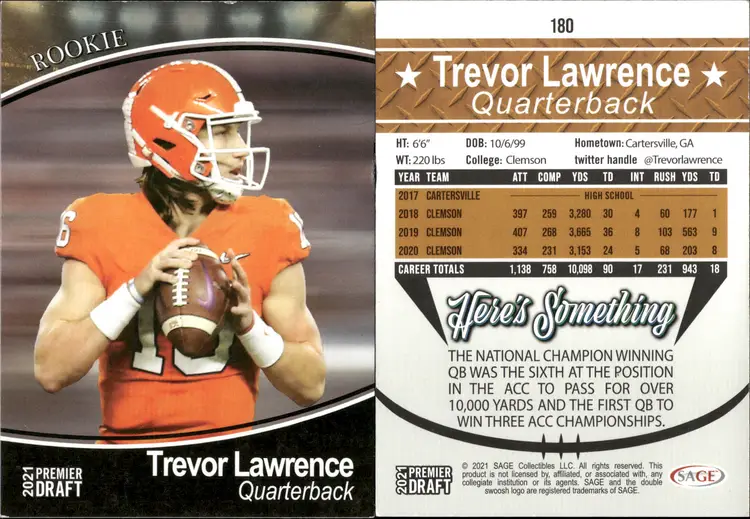 ROOKIE
16
16
2021 PREMIER DRAFT
Trevor Lawrence
Quarterback
180
Trevor Lawrence
Quarterback
HT: 6'6" DOB: 10/6/99 Hometown: Cartersville, GA
WT: 220 lbs College: Clemson twitter handle @Trevorlawrence
YEAR TEAM ATT COMP YDS TD INT RUSH YDS TD
2017 CARTERSVILLE HIGH SCHOOL
2018 CLEMSON 397 259 3,280 30 4 60 177 1
2019 CLEMSON 407 268 3,665 36 8 103 563 9
2020 CLEMSON 334 231 3,153 24 5 68 203 8
CAREER TOTALS 1,138 758 10,098 90 17 231 943 18
Here's Something
THE NATIONAL CHAMPION WINNING
QB WAS THE SIXTH AT THE POSITION
IN THE ACC TO PASS FOR OVER
10,000 YARDS AND THE FIRST QB TO
WIN THREE ACC CHAMPIONSHIPS.
2021 PREMIER DRAFT
© 2021 SAGE Collectibles LLC. All rights reserved. This
product is not licensed by, affiliated, or associated with, any
collegiate institution or its agents. SAGE and the double
swoosh logo are registered trademarks of SAGE.
SAGE